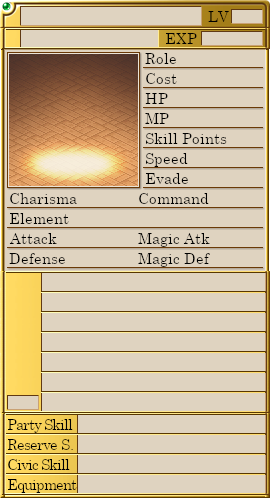 LV
EXP
Role
Cost
HP
MP
Skill Points
Speed
Evade
Charisma Command
Element
Attack Magic Atk
Defense Magic Def
Party Skill
Reserve S.
Civic Skill
Equipment